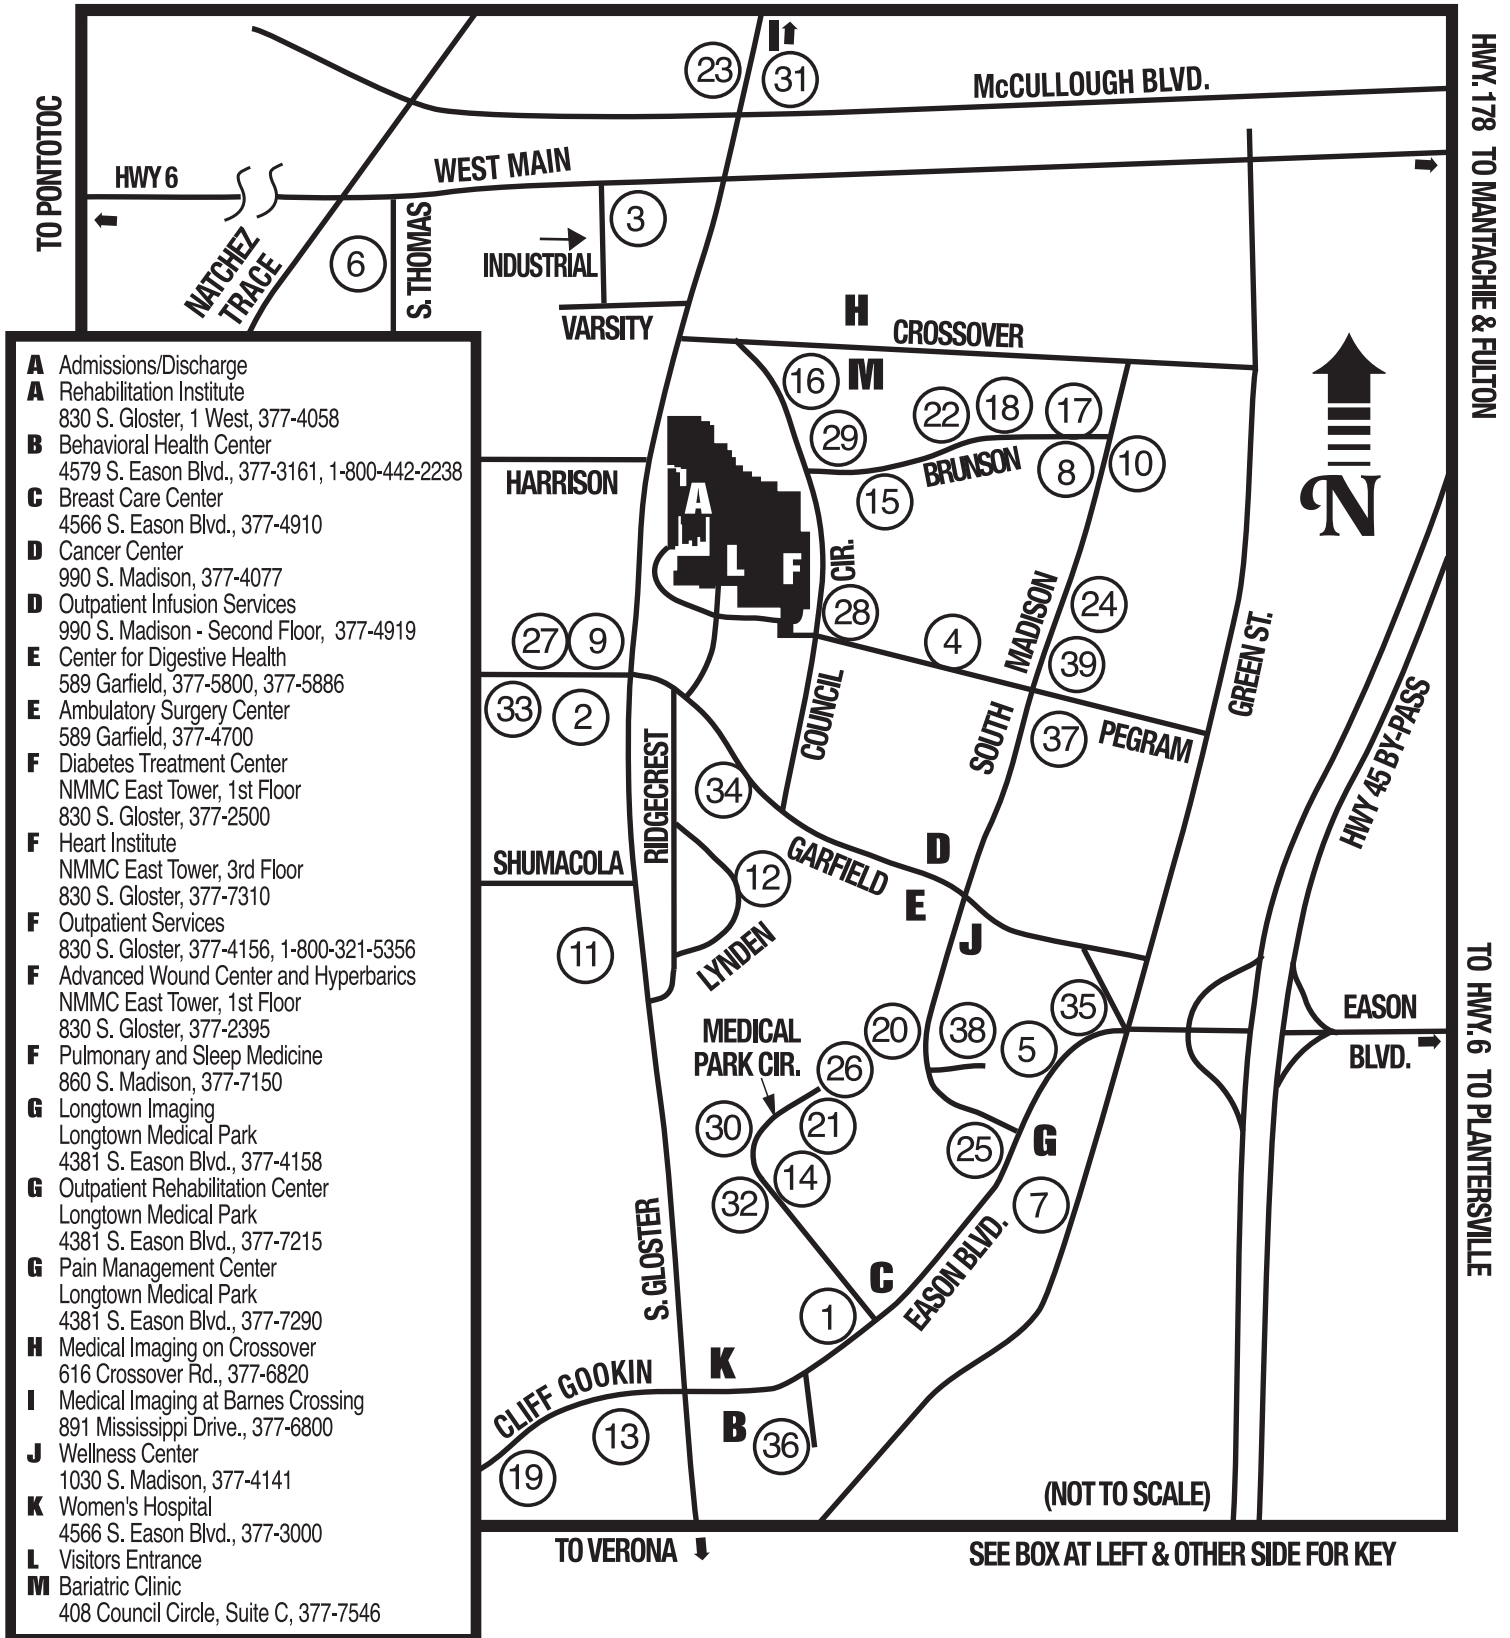 I
23
31
McCULLOUGH BLVD.
HWY. 178 TO MANTACHIE & FULTON
TO PONTOTOC
HWY 6
WEST MAIN
NATCHEZ
TRACE
6
S. THOMAS
3
INDUSTRIAL
VARSITY
H
CROSSOVER
16
M
22
18
17
29
BRUNSON
8
10
15
HARRISON
A
L
F
CIR.
28
N
27
9
4
MADISON
24
39
GREEN ST.
33
2
RIDGECREST
COUNCIL
SOUTH
37
PEGRAM
HWY 45 BY-PASS
34
SHUMACOLA
12
GARFIELD
D
E
J
11
LYNDEN
TO HWY. 6 TO PLANTERSVILLE
MEDICAL
PARK CIR.
20
38
5
35
EASON
BLVD.
26
30
21
14
32
25
G
7
S. GLOSTER
C
1
EASON BLVD.
K
CLIFF GOOKIN
B
36
13
19
(NOT TO SCALE)
TO VERONA
SEE BOX AT LEFT & OTHER SIDE FOR KEY
A Admissions/Discharge
A Rehabilitation Institute
830 S. Gloster, 1 West, 377-4058
B Behavioral Health Center
4579 S. Eason Blvd., 377-3161, 1-800-442-2238
C Breast Care Center
4566 S. Eason Blvd., 377-4910
D Cancer Center
990 S. Madison, 377-4077
D Outpatient Infusion Services
990 S. Madison - Second Floor, 377-4919
E Center for Digestive Health
589 Garfield, 377-5800, 377-5886
E Ambulatory Surgery Center
589 Garfield, 377-4700
F Diabetes Treatment Center
NMMC East Tower, 1st Floor
830 S. Gloster, 377-2500
F Heart Institute
NMMC East Tower, 3rd Floor
830 S. Gloster, 377-7310
F Outpatient Services
830 S. Gloster, 377-4156, 1-800-321-5356
F Advanced Wound Center and Hyperbarics
NMMC East Tower, 1st Floor
830 S. Gloster, 377-2395
F Pulmonary and Sleep Medicine
860 S. Madison, 377-7150
G Longtown Imaging
Longtown Medical Park
4381 S. Eason Blvd., 377-4158
G Outpatient Rehabilitation Center
Longtown Medical Park
4381 S. Eason Blvd., 377-7215
G Pain Management Center
Longtown Medical Park
4381 S. Eason Blvd., 377-7290
H Medical Imaging on Crossover
616 Crossover Rd., 377-6820
I Medical Imaging at Barnes Crossing
891 Mississippi Drive., 377-6800
J Wellness Center
1030 S. Madison, 377-4141
K Women's Hospital
4566 S. Eason Blvd., 377-3000
L Visitors Entrance
M Bariatric Clinic
408 Council Circle, Suite C, 377-7546